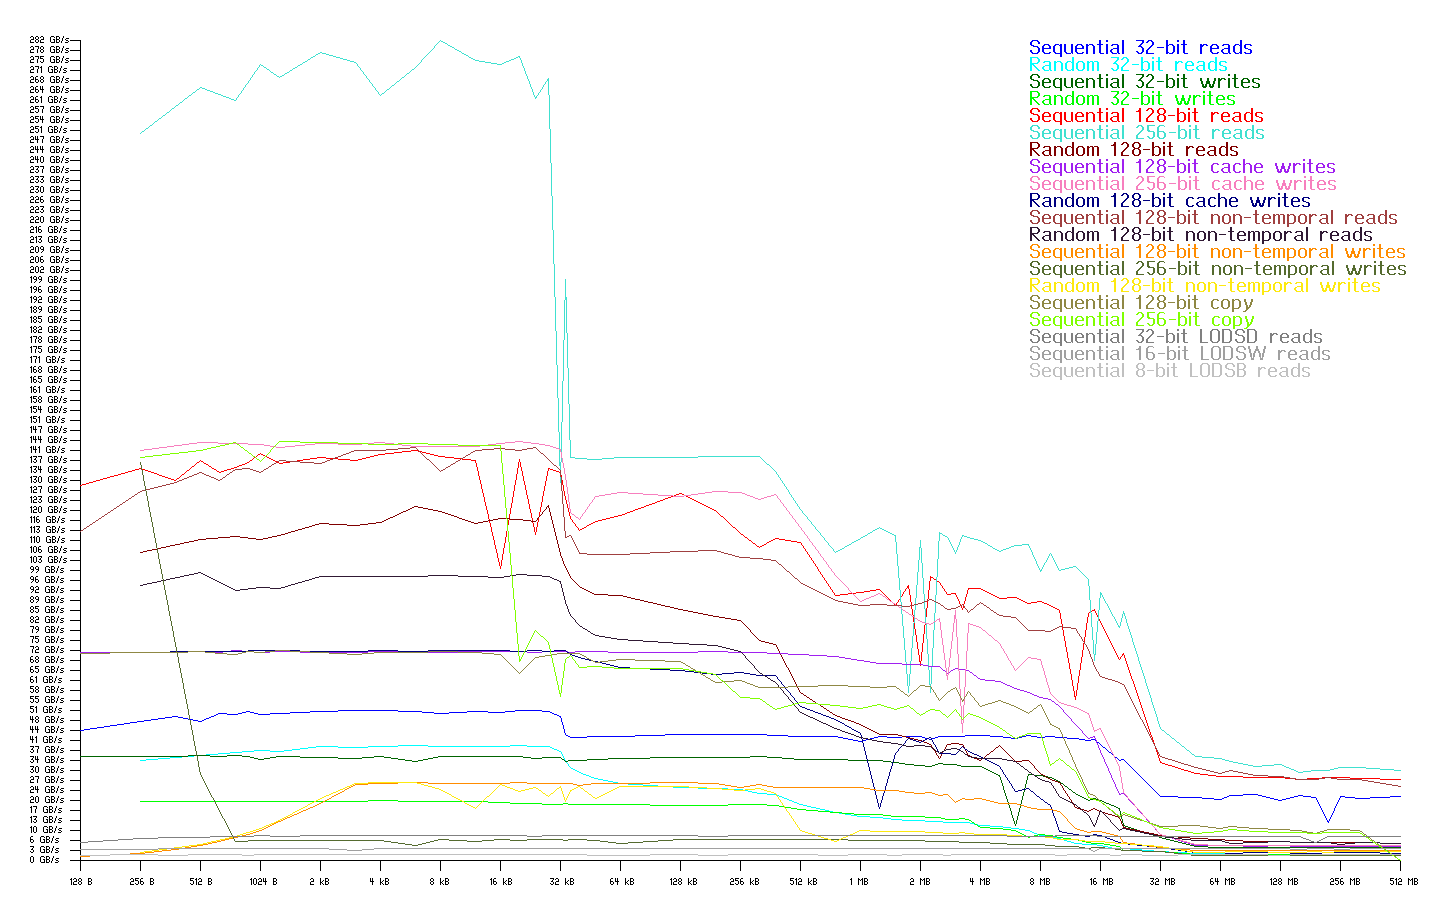 282 GB/s
278 GB/s
275 GB/s
271 GB/s
268 GB/s
264 GB/s
261 GB/s
257 GB/s
254 GB/s
251 GB/s
247 GB/s
244 GB/s
240 GB/s
237 GB/s
233 GB/s
230 GB/s
226 GB/s
223 GB/s
220 GB/s
216 GB/s
213 GB/s
209 GB/s
206 GB/s
202 GB/s
199 GB/s
196 GB/s
192 GB/s
189 GB/s
185 GB/s
182 GB/s
178 GB/s
175 GB/s
171 GB/s
168 GB/s
165 GB/s
161 GB/s
158 GB/s
154 GB/s
151 GB/s
147 GB/s
144 GB/s
141 GB/s
137 GB/s
134 GB/s
130 GB/s
127 GB/s
123 GB/s
120 GB/s
116 GB/s
113 GB/s
110 GB/s
106 GB/s
103 GB/s
99 GB/s
96 GB/s
92 GB/s
89 GB/s
85 GB/s
82 GB/s
79 GB/s
75 GB/s
72 GB/s
68 GB/s
65 GB/s
61 GB/s
58 GB/s
55 GB/s
51 GB/s
48 GB/s
44 GB/s
41 GB/s
37 GB/s
34 GB/s
30 GB/s
27 GB/s
24 GB/s
20 GB/s
17 GB/s
13 GB/s
10 GB/s
6 GB/s
3 GB/s
0 GB/s
Sequential 32-bit reads
Random 32-bit reads
Sequential 32-bit writes
Random 32-bit writes
Sequential 128-bit reads
Sequential 256-bit reads
Random 128-bit reads
Sequential 128-bit cache writes
Sequential 256-bit cache writes
Random 128-bit cache writes
Sequential 128-bit non-temporal reads
Random 128-bit non-temporal reads
Sequential 128-bit non-temporal writes
Sequential 256-bit non-temporal writes
Random 128-bit non-temporal writes
Sequential 128-bit copy
Sequential 256-bit copy
Sequential 32-bit LODSD reads
Sequential 16-bit LODSW reads
Sequential 8-bit LODSB reads
128 B 256 B 512 B 1024 B 2 kB 4 kB 8 kB 16 kB 32 kB 64 kB 128 kB 256 kB 512 kB 1 MB 2 MB 4 MB 8 MB 16 MB 32 MB 64 MB 128 MB 256 MB 512 MB